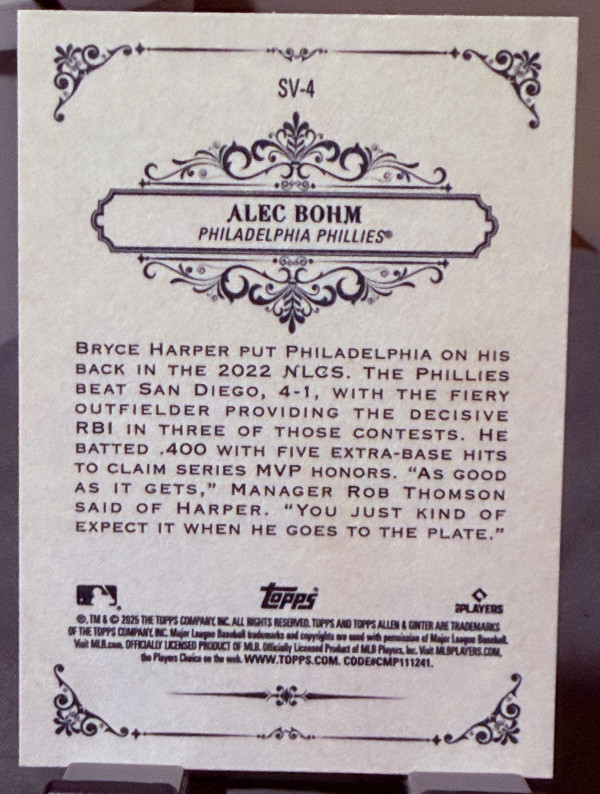 SV-4
ALEC BOHM
PHILADELPHIA PHILLIES®
BRYCE HARPER PUT PHILADELPHIA ON HIS
BACK IN THE 2022 NLCS. THE PHILLIES
BEAT SAN DIEGO, 4-1, WITH THE FIERY
OUTFIELDER PROVIDING THE DECISIVE
RBI IN THREE OF THOSE CONTESTS. HE
BATTED .400 WITH FIVE EXTRA-BASE HITS
TO CLAIM SERIES MVP HONORS. “AS GOOD
AS IT GETS,” MANAGER ROB THOMSON
SAID OF HARPER. “YOU JUST KIND OF
EXPECT IT WHEN HE GOES TO THE PLATE.”
Topps®
PLAYERS
®, TM & © 2025 THE TOPPS COMPANY, INC. ALL RIGHTS RESERVED. TOPPS AND TOPPS ALLEN & GINTER ARE TRADEMARKS
OF THE TOPPS COMPANY, INC. Major League Baseball trademarks and copyrights are used with permission of Major League Baseball.
Visit MLB.com. OFFICIALLY LICENSED PRODUCT OF MLB Players, Inc. Visit MLBPLAYERS.COM,
the Players Choice on the web. WWW.TOPPS.COM. CODE#CMP111241.